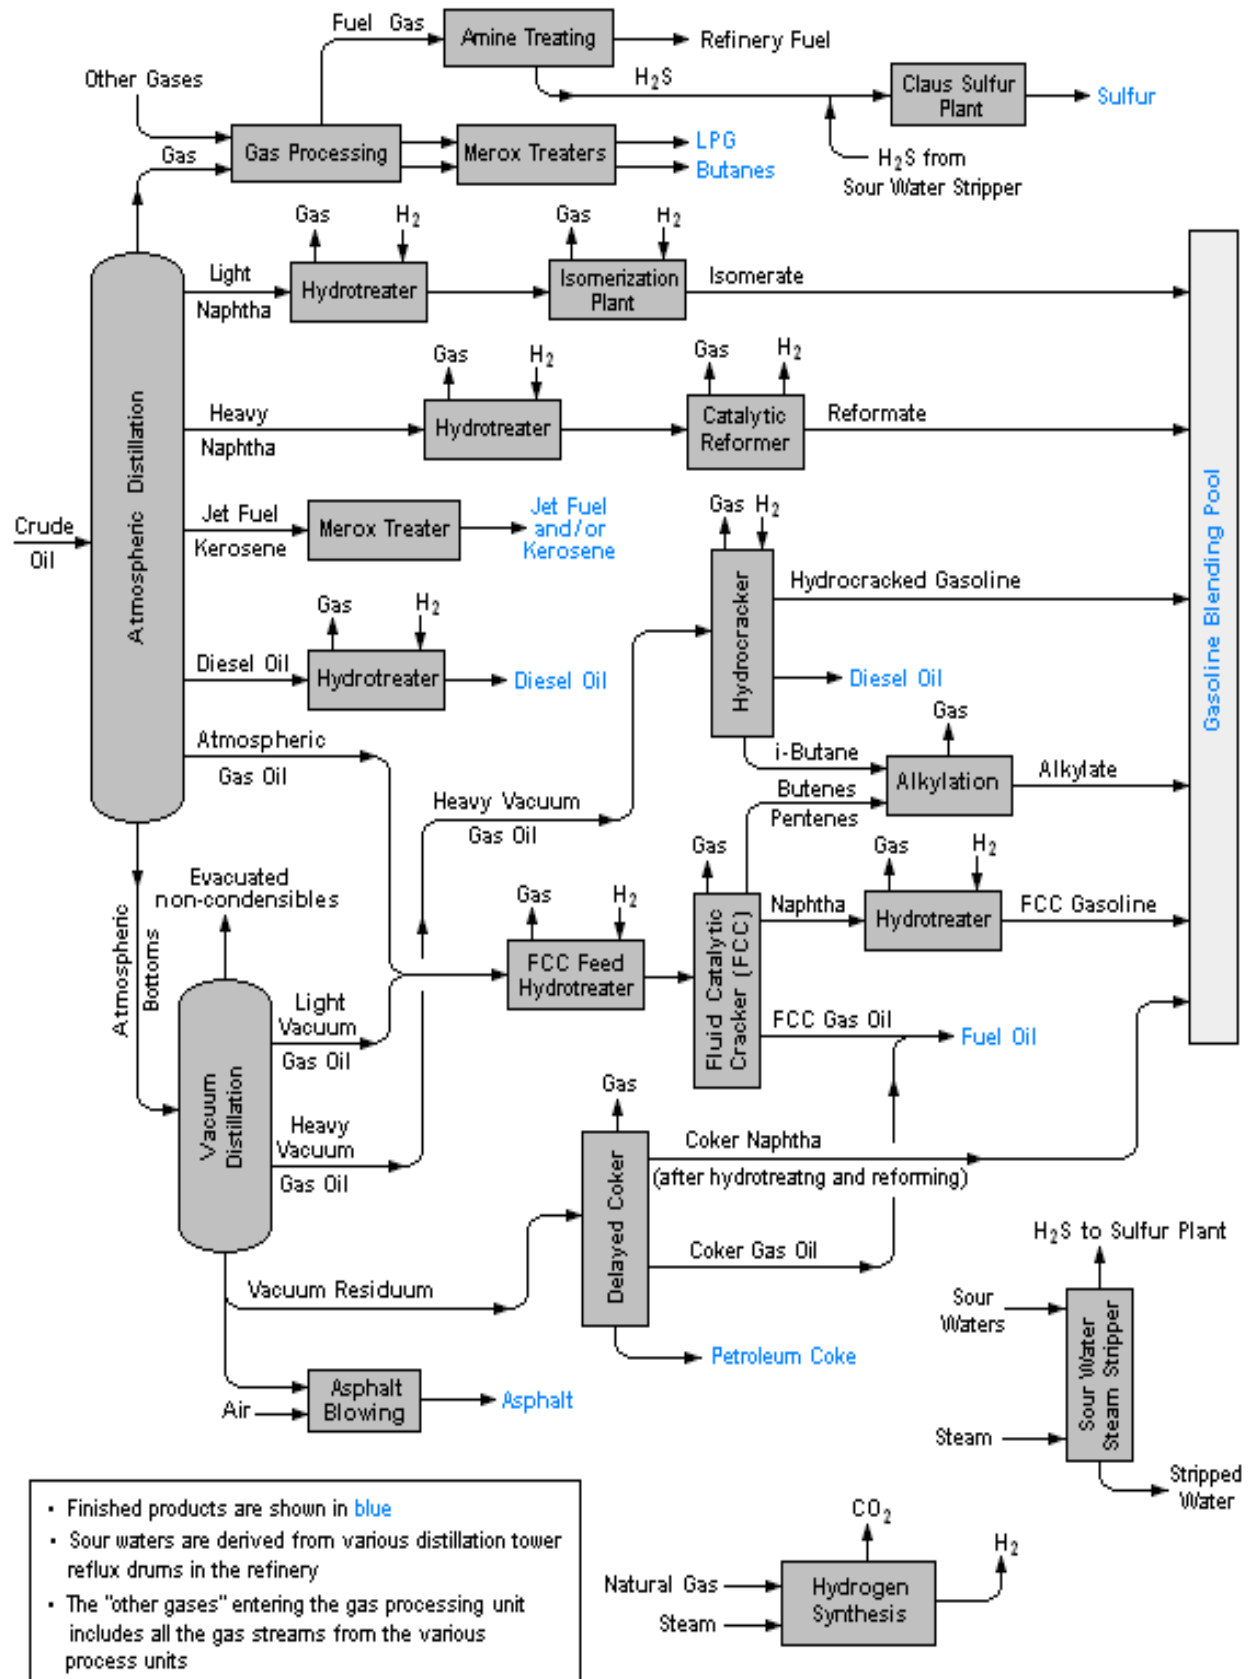 Fuel Gas
Amine Treating
Refinery Fuel
Other Gases
H2S
Claus Sulfur
Plant
Sulfur
Gas
Gas Processing
Merox Treaters
LPG
Butanes
H2S from
Sour Water Stripper
Gas
H2
Gas
H2
Light
Naphtha
Hydrotreater
Isomerization
Plant
Isomerate
Gas
H2
Gas
H2
Heavy
Naphtha
Hydrotreater
Catalytic
Reformer
Reformate
Crude
Oil
Atmospheric Distillation
Jet Fuel
Kerosene
Merox Treater
Jet Fuel
and/or
Kerosene
Gas
H2
Hydrocracker
Hydrocracked Gasoline
Gasoline Blending Pool
Gas
H2
Diesel Oil
Hydrotreater
Diesel Oil
Diesel Oil
Atmospheric
Gas Oil
Gas
i-Butane
Butenes
Pentenes
Alkylation
Alkylate
Heavy Vacuum
Gas Oil
Evacuated
non-condensibles
Atmospheric
Bottoms
Gas
H2
FCC Feed
Hydrotreater
Gas
Fluid Catalytic
Cracker (FCC)
Gas
H2
Naphtha
Hydrotreater
FCC Gasoline
Light
Vacuum
Gas Oil
FCC Gas Oil
Fuel Oil
Vacuum
Distillation
Heavy
Vacuum
Gas Oil
Gas
Delayed Coker
Coker Naphtha
(after hydrotreatng and reforming)
Coker Gas Oil
Vacuum Residuum
Petroleum Coke
Air
Asphalt
Blowing
Asphalt
H2S to Sulfur Plant
Sour
Waters
Sour Water
Steam Stripper
Steam
Stripped
Water
• Finished products are shown in blue
• Sour waters are derived from various distillation tower
reflux drums in the refinery
• The "other gases" entering the gas processing unit
includes all the gas streams from the various
process units
CO2
H2
Natural Gas
Steam
Hydrogen
Synthesis